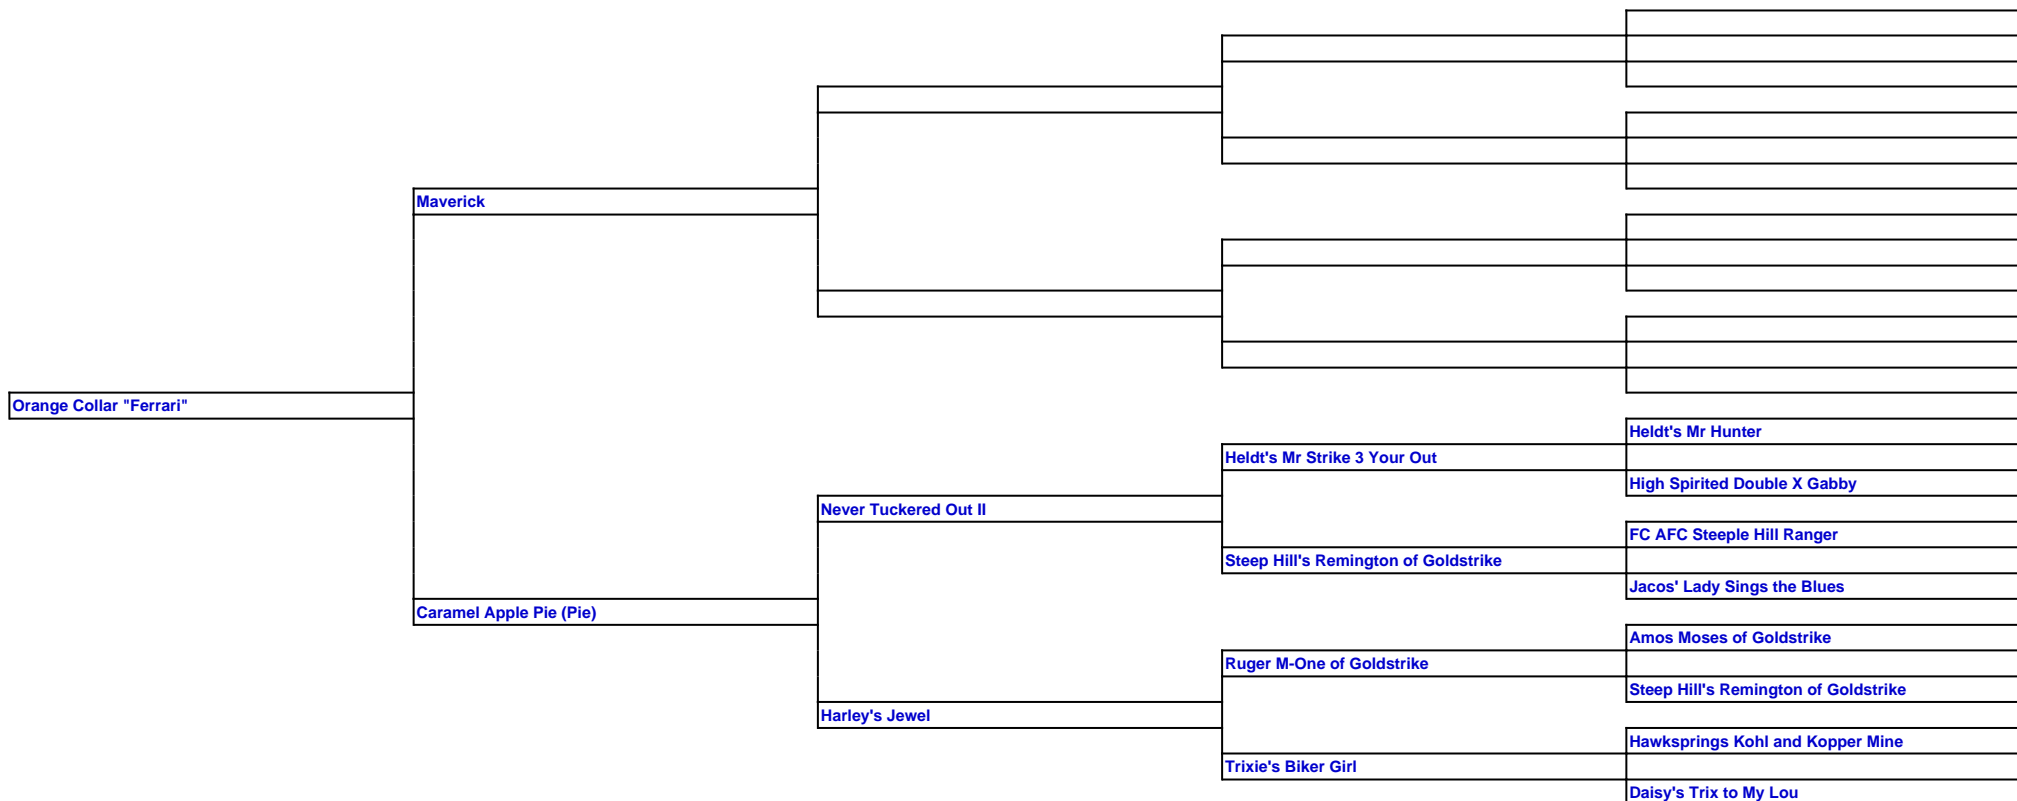 Maverick
Orange Collar "Ferrari"
Heldt's Mr Hunter
Heldt's Mr Strike 3 Your Out
High Spirited Double X Gabby
Never Tuckered Out II
FC AFC Steeple Hill Ranger
Steep Hill's Remington of Goldstrike
Jacos' Lady Sings the Blues
Caramel Apple Pie (Pie)
Amos Moses of Goldstrike
Ruger M-One of Goldstrike
Steep Hill's Remington of Goldstrike
Harley's Jewel
Hawksprings Kohl and Kopper Mine
Trixie's Biker Girl
Daisy's Trix to My Lou